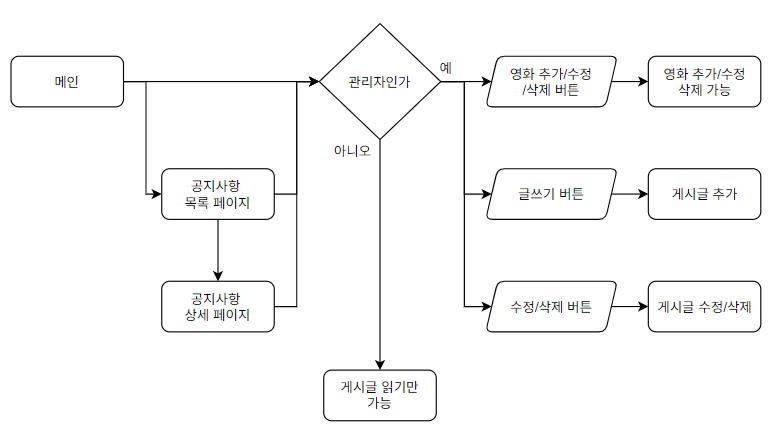 메인
관리자인가
예
아니오
영화 추가/수정
/삭제 버튼
영화 추가/수정
삭제 가능
공지사항
목록 페이지
글쓰기 버튼
게시글 추가
공지사항
상세 페이지
수정/삭제 버튼
게시글 수정/삭제
게시글 읽기만
가능